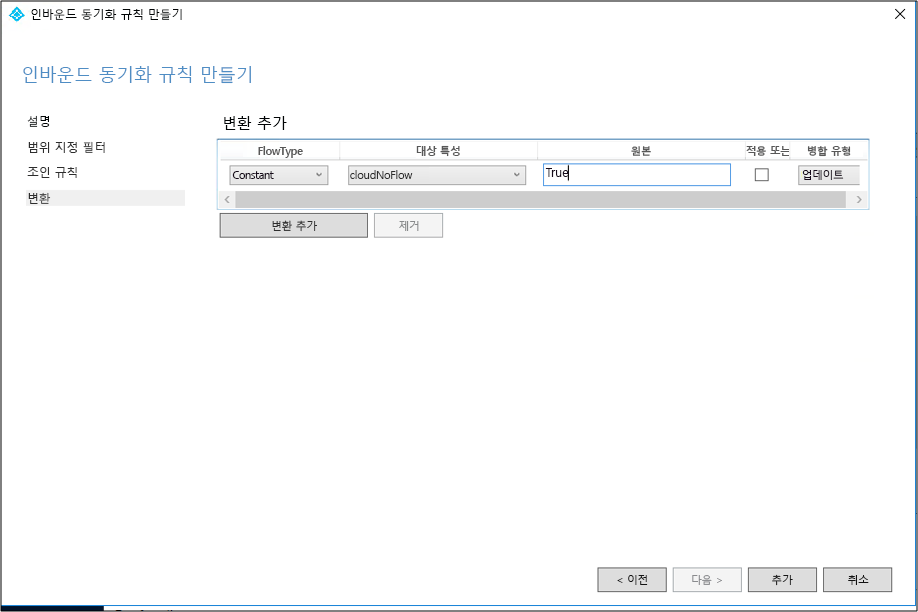 인바운드 동기화 규칙 만들기
인바운드 동기화 규칙 만들기
설명
범위 지정 필터
조인 규칙
변환
변환 추가
FlowType 대상 특성 원본 적용 또는 병합 유형
Constant cloudNoFlow True 업데이트
변환 추가 제거
< 이전 다음 > 추가 취소